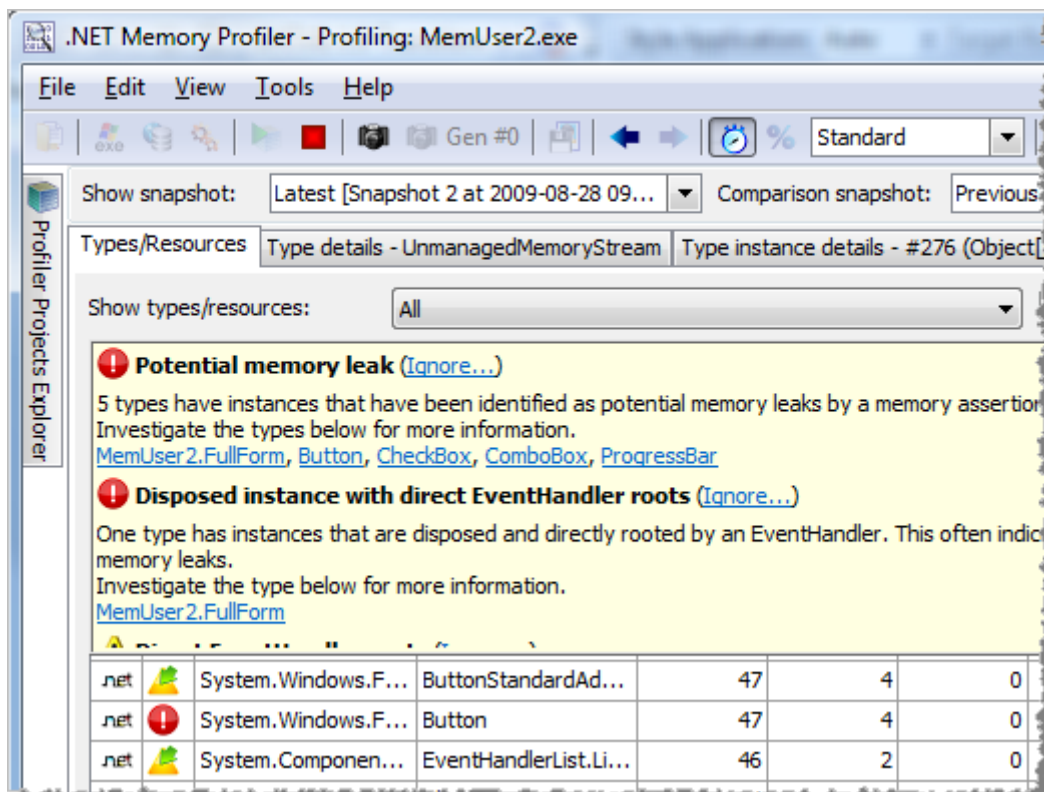 .NET Memory Profiler - Profiling: MemUser2.exe
File Edit View Tools Help
exe Gen #0 % Standard
Show snapshot: Latest [Snapshot 2 at 2009-08-28 09... Comparison snapshot: Previous
Profiler Projects Explorer
Types/Resources Type details - UnmanagedMemoryStream Type instance details - #276 (Object[
Show types/resources: All
Potential memory leak (Ignore...)
5 types have instances that have been identified as potential memory leaks by a memory assertion
Investigate the types below for more information.
MemUser2.FullForm, Button, CheckBox, ComboBox, ProgressBar
Disposed instance with direct EventHandler roots (Ignore...)
One type has instances that are disposed and directly rooted by an EventHandler. This often indic
memory leaks.
Investigate the type below for more information.
MemUser2.FullForm
.net System.Windows.F... ButtonStandardAd... 47 4 0
.net System.Windows.F... Button 47 4 0
.net System.Componen... EventHandlerList.Li... 46 2 0